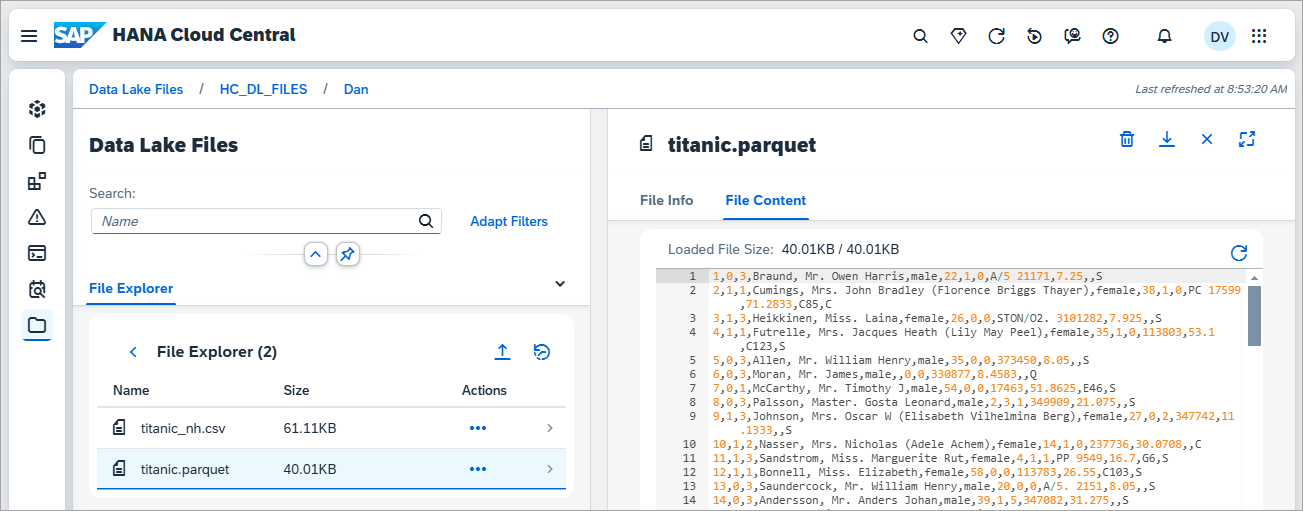 SAP HANA Cloud Central
DV
Data Lake Files / HC_DL_FILES / Dan
Last refreshed at 8:53:20 AM
Data Lake Files
Search:
Name
Adapt Filters
File Explorer
File Explorer (2)
Name Size Actions
titanic_nh.csv 61.11KB
titanic.parquet 40.01KB
titanic.parquet
File Info File Content
Loaded File Size: 40.01KB / 40.01KB
1 1,0,3,Braund, Mr. Owen Harris,male,22,1,0,A/5 21171,7.25,,S
2 2,1,1,Cumings, Mrs. John Bradley (Florence Briggs Thayer),female,38,1,0,PC 17599
,71.2833,C85,C
3 3,1,3,Heikkinen, Miss. Laina,female,26,0,0,STON/O2. 3101282,7.925,,S
4 4,1,1,Futrelle, Mrs. Jacques Heath (Lily May Peel),female,35,1,0,113803,53.1
,C123,S
5 5,0,3,Allen, Mr. William Henry,male,35,0,0,373450,8.05,,S
6 6,0,3,Moran, Mr. James,male,,0,0,330877,8.4583,,Q
7 7,0,1,McCarthy, Mr. Timothy J,male,54,0,0,17463,51.8625,E46,S
8 8,0,3,Palsson, Master. Gosta Leonard,male,2,3,1,349909,21.075,,S
9 9,1,3,Johnson, Mrs. Oscar W (Elisabeth Vilhelmina Berg),female,27,0,2,347742,11
.1333,,S
10 10,1,2,Nasser, Mrs. Nicholas (Adele Achem),female,14,1,0,237736,30.0708,,C
11 11,1,3,Sandstrom, Miss. Marguerite Rut,female,4,1,1,PP 9549,16.7,G6,S
12 12,1,1,Bonnell, Miss. Elizabeth,female,58,0,0,113783,26.55,C103,S
13 13,0,3,Saundercock, Mr. William Henry,male,20,0,0,A/5. 2151,8.05,,S
14 14,0,3,Andersson, Mr. Anders Johan,male,39,1,5,347082,31.275,,S